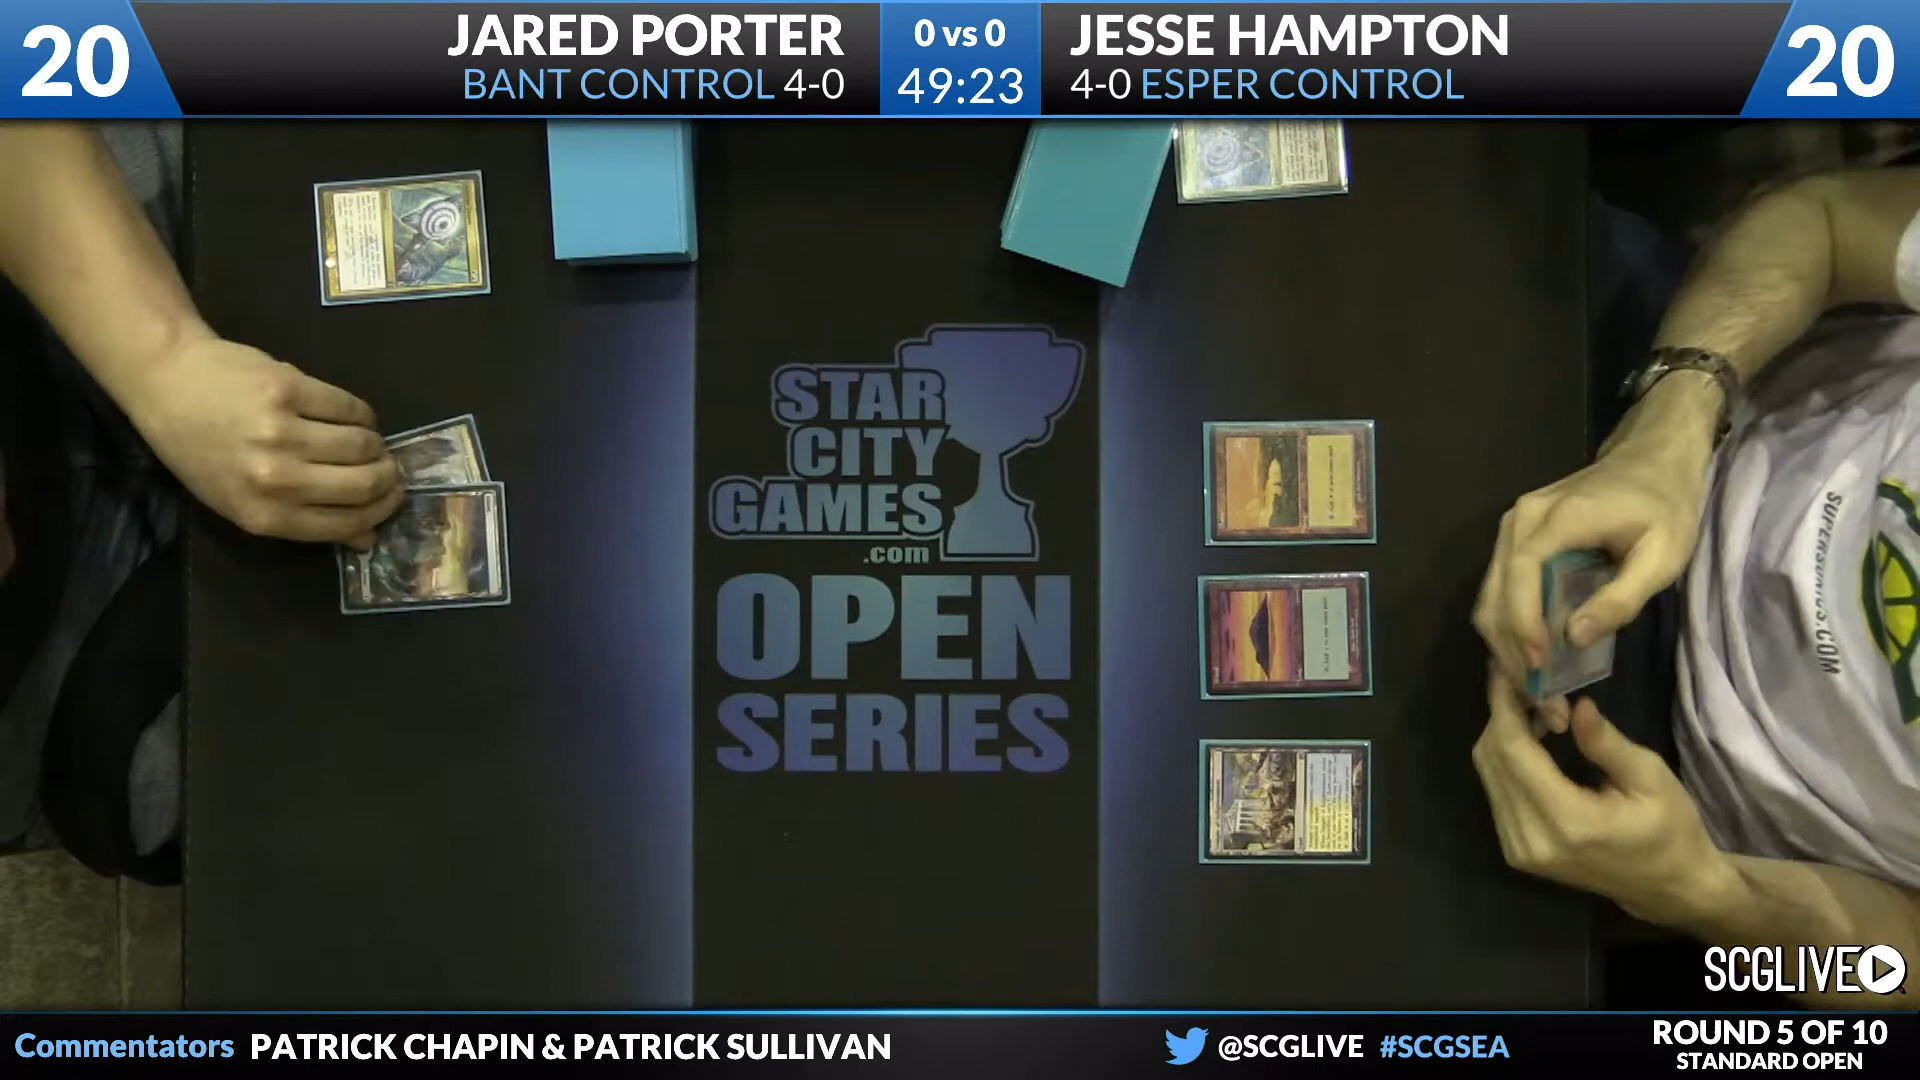 20
JARED PORTER
BANT CONTROL 4-0
0 vs 0
49:23
JESSE HAMPTON
4-0 ESPER CONTROL
20
STAR
CITY
GAMES
.com
OPEN
SERIES
SUPERSONICS.COM
SCGLIVE
Commentators PATRICK CHAPIN & PATRICK SULLIVAN
@SCGLIVE #SCGSEA
ROUND 5 OF 10
STANDARD OPEN